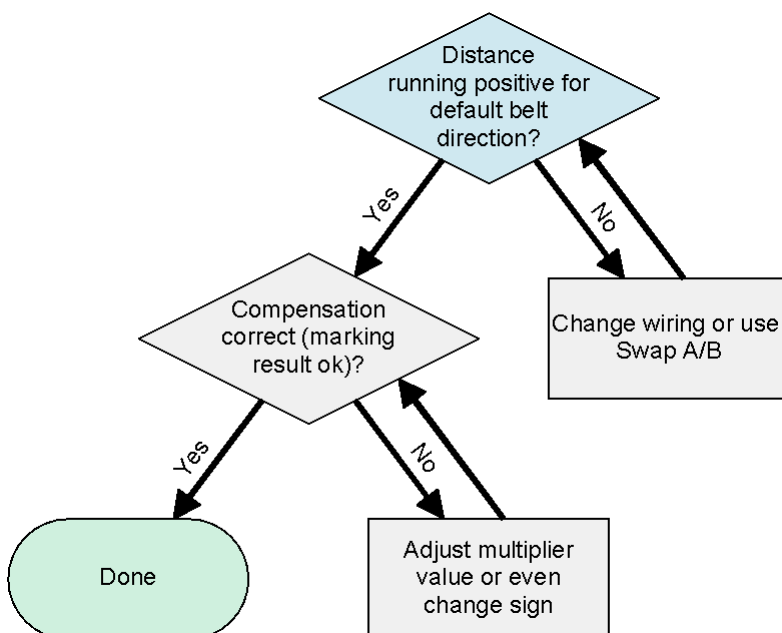 Distance
running positive for
default belt
direction?
Yes
No
Change wiring or use
Swap A/B
Compensation
correct (marking
result ok)?
Yes
No
Done
Adjust multiplier
value or even
change sign